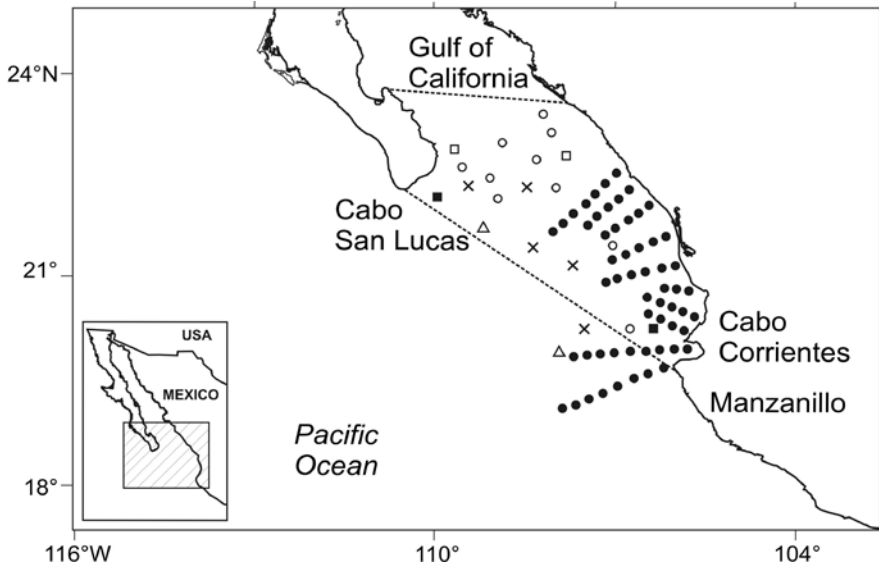 Gulf of
California
24°N
Cabo
San Lucas
21°
Cabo
Corrientes
USA
MEXICO
Manzanillo
Pacific
Ocean
18°
116°W
110°
104°